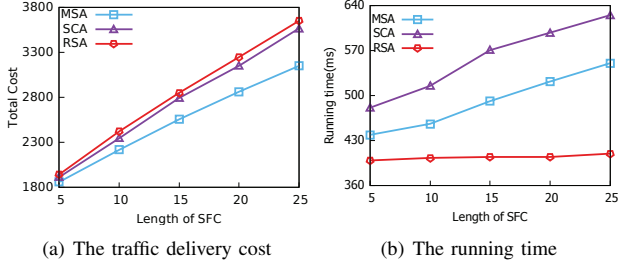 3800
3300
2800
2300
1800
Total Cost
MSA
SCA
RSA
5 10 15 20 25
Length of SFC
(a) The traffic delivery cost
640
570
500
430
360
Running time(ms)
MSA
SCA
RSA
5 10 15 20 25
Length of SFC
(b) The running time